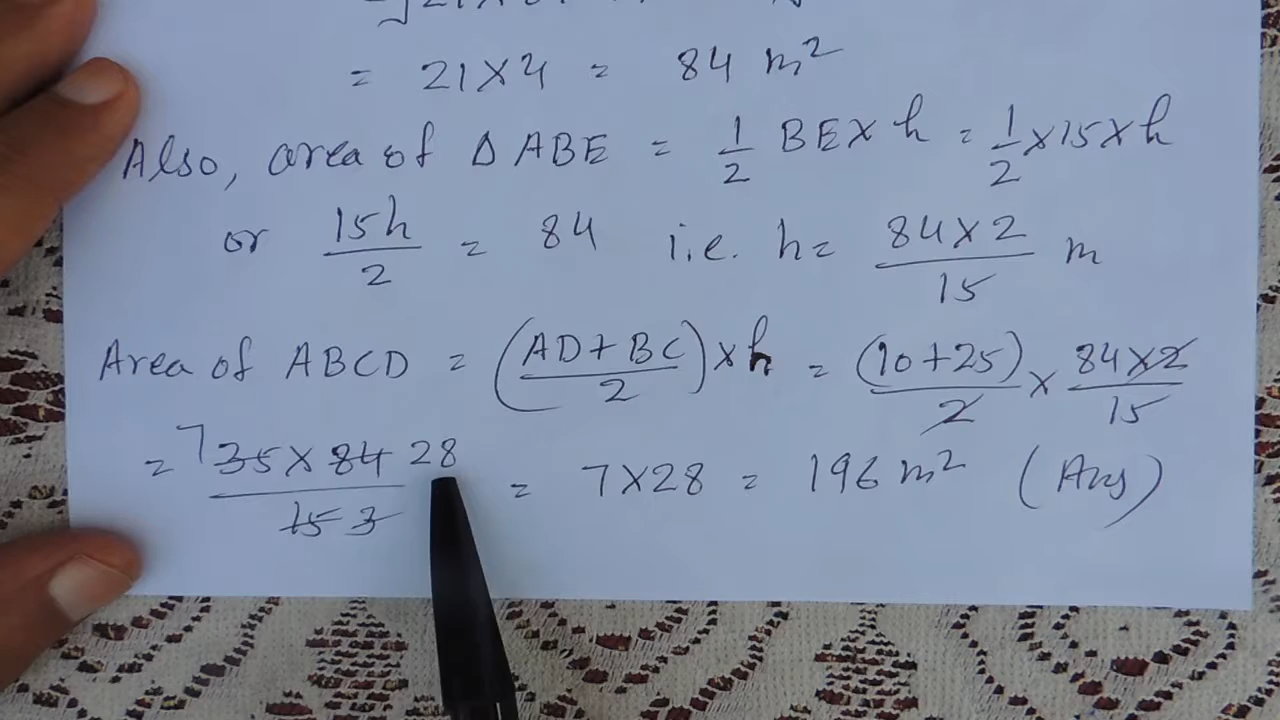 = 21 × 4 = 84 m²
Also, area of Δ ABE = 1/2 BE × h = 1/2 × 15 × h
or 15h/2 = 84 i.e. h = 84 × 2/15 m
Area of ABCD = (AD + BC/2) × h = (10 + 25)/2 × 84 × 2/15
= 7 35 × 84 28/15 3 = 7 × 28 = 196 m² (Ans)